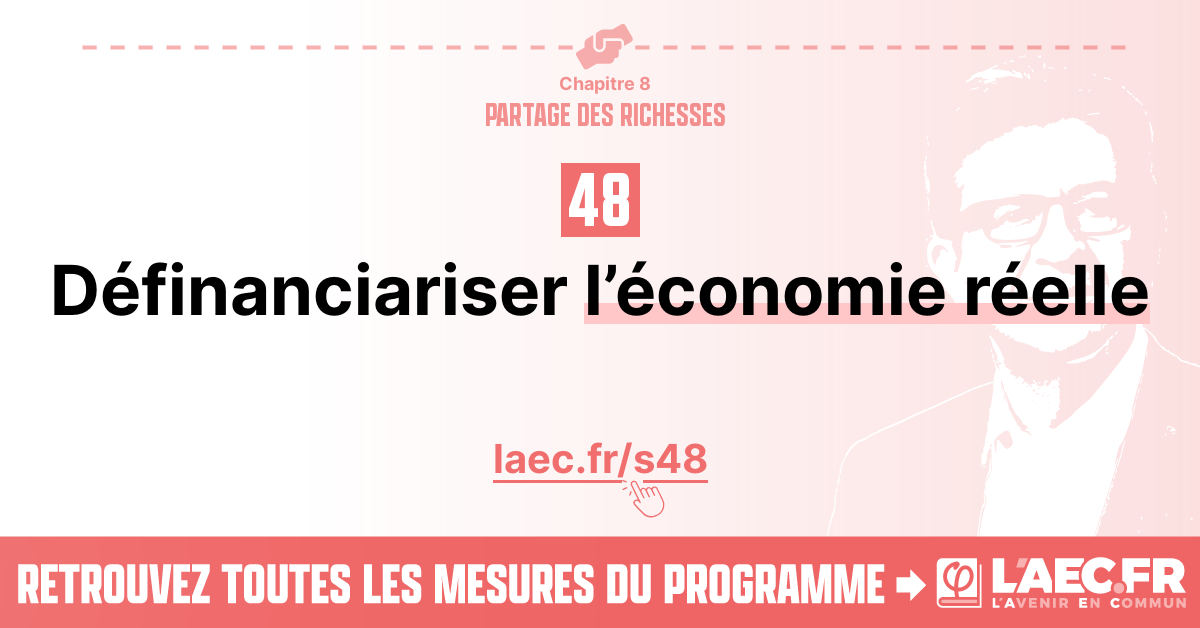 Chapitre 8
PARTAGE DES RICHESSES
48
Définanciariser l’économie réelle
laec.fr/s48
RETROUVEZ TOUTES LES MESURES DU PROGRAMME
φ L'AEC.FR
L'AVENIR EN COMMUN